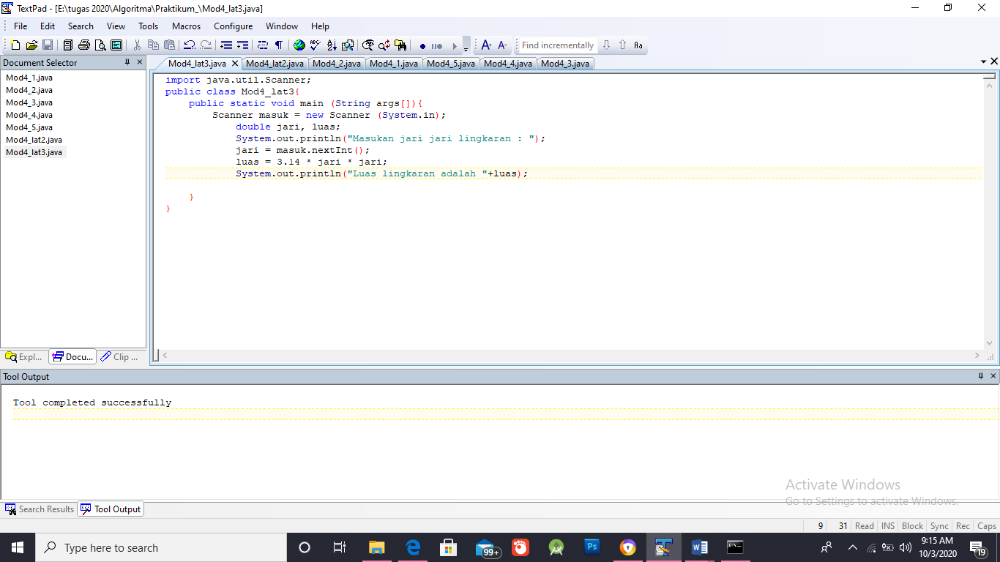 TextPad - [E:\tugas 2020\Algoritma\Praktikum_\Mod4_lat3.java]
File Edit Search View Tools Macros Configure Window Help
Find incrementally
Document Selector
Mod4_1.java
Mod4_2.java
Mod4_3.java
Mod4_4.java
Mod4_5.java
Mod4_lat2.java
Mod4_lat3.java
Expl... Docu... Clip ...
Mod4_lat3.java Mod4_lat2.java Mod4_2.java Mod4_1.java Mod4_5.java Mod4_4.java Mod4_3.java
import java.util.Scanner;
public class Mod4_lat3{
public static void main (String args[]){
Scanner masuk = new Scanner (System.in);
double jari, luas;
System.out.println("Masukan jari jari lingkaran : ");
jari = masuk.nextInt();
luas = 3.14 * jari * jari;
System.out.println("Luas lingkaran adalah "+luas);
}
}
Tool Output
Tool completed successfully
Activate Windows
Go to Settings to activate Windows.
Search Results Tool Output
9 31 Read INS Block Sync Rec Caps
Type here to search
99+
Ps
9:15 AM
10/3/2020
19